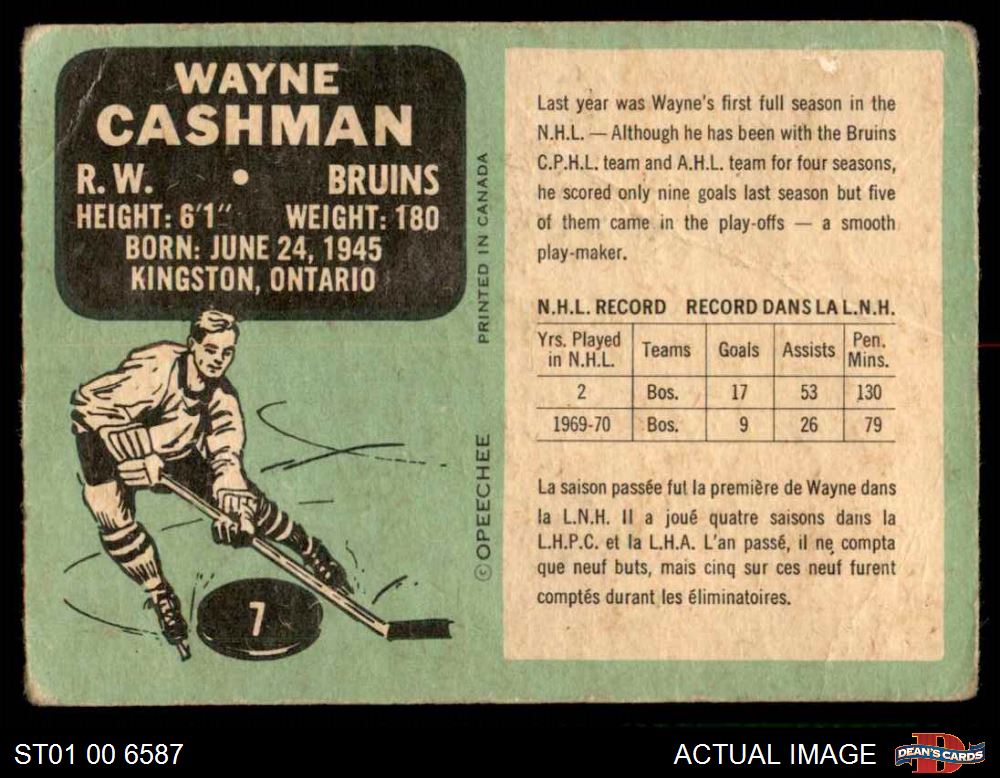 WAYNE
CASHMAN
R.W. • BRUINS
HEIGHT: 6'1" WEIGHT: 180
BORN: JUNE 24, 1945
KINGSTON, ONTARIO
7
©OPEECHEE PRINTED IN CANADA
Last year was Wayne's first full season in the
N.H.L. — Although he has been with the Bruins
C.P.H.L. team and A.H.L. team for four seasons,
he scored only nine goals last season but five
of them came in the play-offs — a smooth
play-maker.
N.H.L. RECORD RECORD DANS LA L.N.H.
Yrs. Played in N.H.L. Teams Goals Assists Pen. Mins.
2 Bos. 17 53 130
1969-70 Bos. 9 26 79
La saison passée fut la première de Wayne dans
la L.N.H. Il a joué quatre saisons dans la
L.H.P.C. et la L.H.A. L'an passé, il ne compta
que neuf buts, mais cinq sur ces neuf furent
comptés durant les éliminatoires.
ST01 00 6587
ACTUAL IMAGE
DEAN'S CARDS